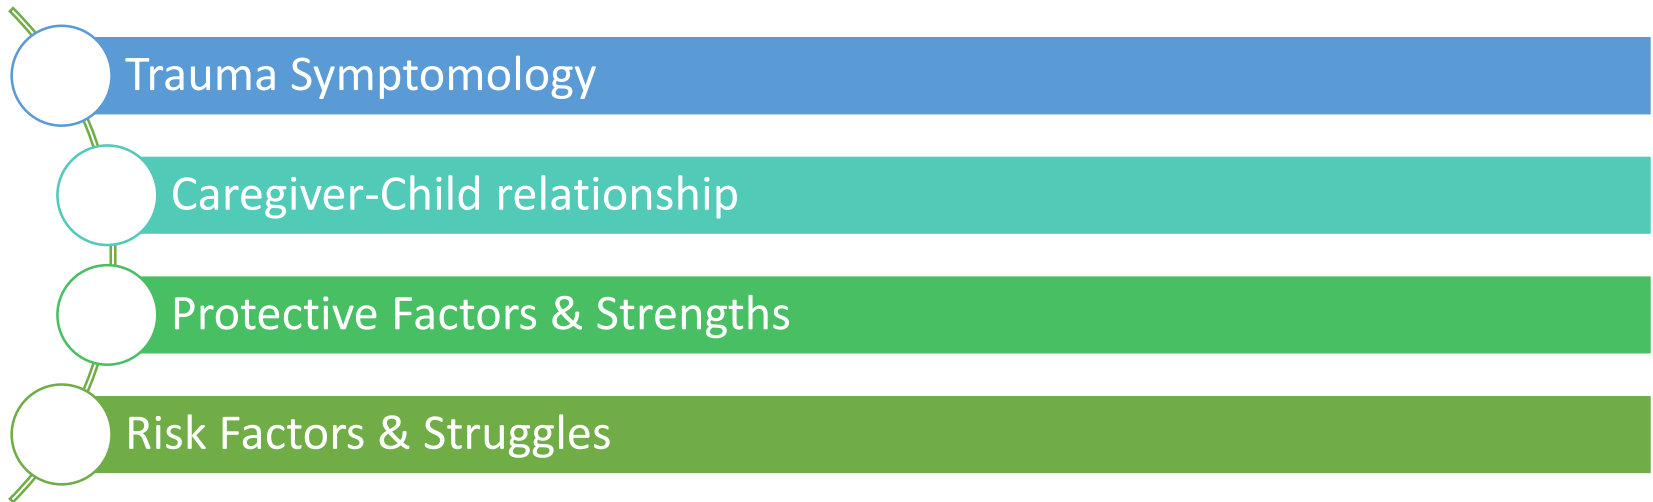 Trauma Symptomology
Caregiver-Child relationship
Protective Factors & Strengths
Risk Factors & Struggles